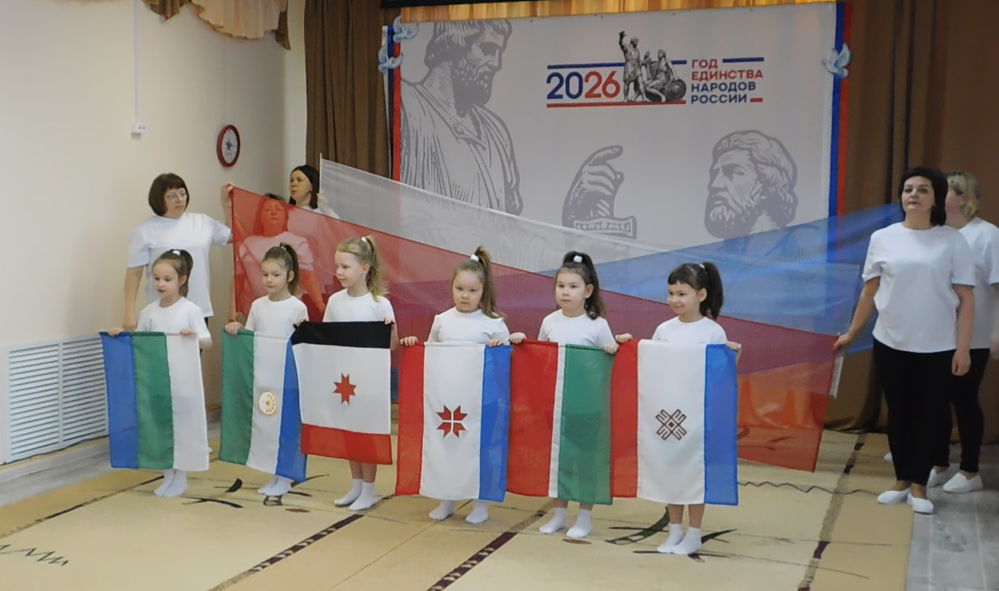 2026
ГОД
ЕДИНСТВА
НАРОДОВ
РОССИИ